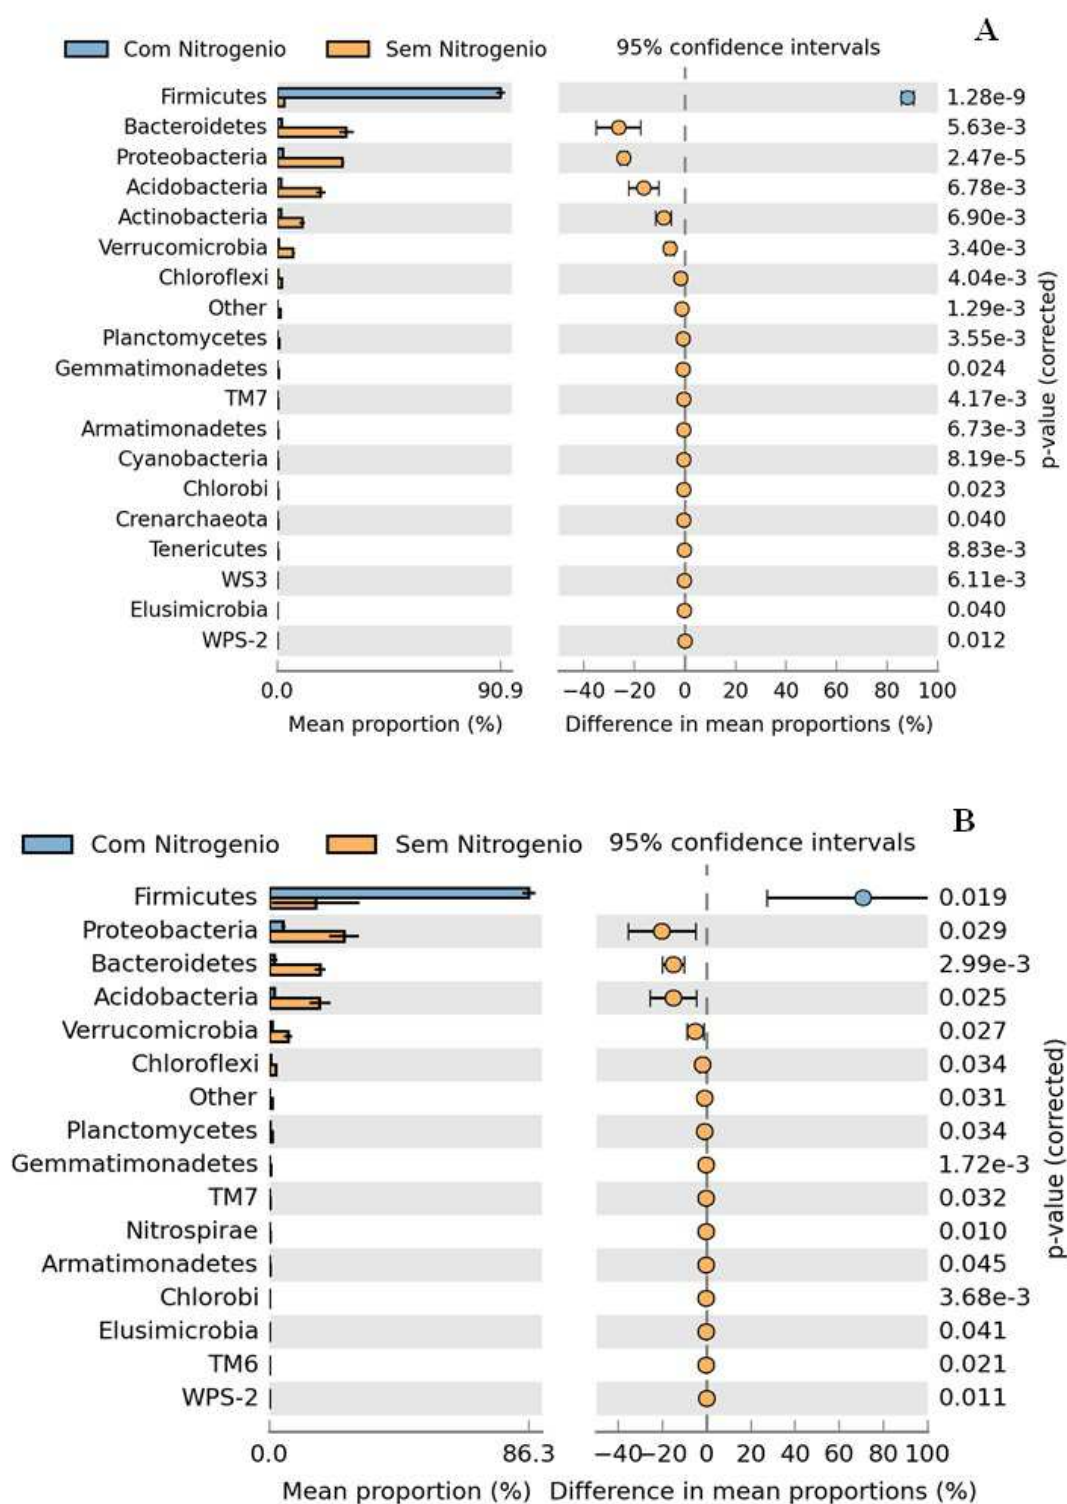 A
Com Nitrogenio Sem Nitrogenio 95% confidence intervals
Firmicutes 1.28e-9
Bacteroidetes 5.63e-3
Proteobacteria 2.47e-5
Acidobacteria 6.78e-3
Actinobacteria 6.90e-3
Verrucomicrobia 3.40e-3
Chloroflexi 4.04e-3
Other 1.29e-3
Planctomycetes 3.55e-3
Gemmatimonadetes 0.024
TM7 4.17e-3
Armatimonadetes 6.73e-3
Cyanobacteria 8.19e-5
Chlorobi 0.023
Crenarchaeota 0.040
Tenericutes 8.83e-3
WS3 6.11e-3
Elusimicrobia 0.040
WPS-2 0.012
p-value (corrected)
0.0 90.9 −40 −20 0 20 40 60 80 100
Mean proportion (%) Difference in mean proportions (%)
B
Com Nitrogenio Sem Nitrogenio 95% confidence intervals
Firmicutes 0.019
Proteobacteria 0.029
Bacteroidetes 2.99e-3
Acidobacteria 0.025
Verrucomicrobia 0.027
Chloroflexi 0.034
Other 0.031
Planctomycetes 0.034
Gemmatimonadetes 1.72e-3
TM7 0.032
Nitrospirae 0.010
Armatimonadetes 0.045
Chlorobi 3.68e-3
Elusimicrobia 0.041
TM6 0.021
WPS-2 0.011
p-value (corrected)
0.0 86.3 −40 −20 0 20 40 60 80 100
Mean proportion (%) Difference in mean proportions (%)